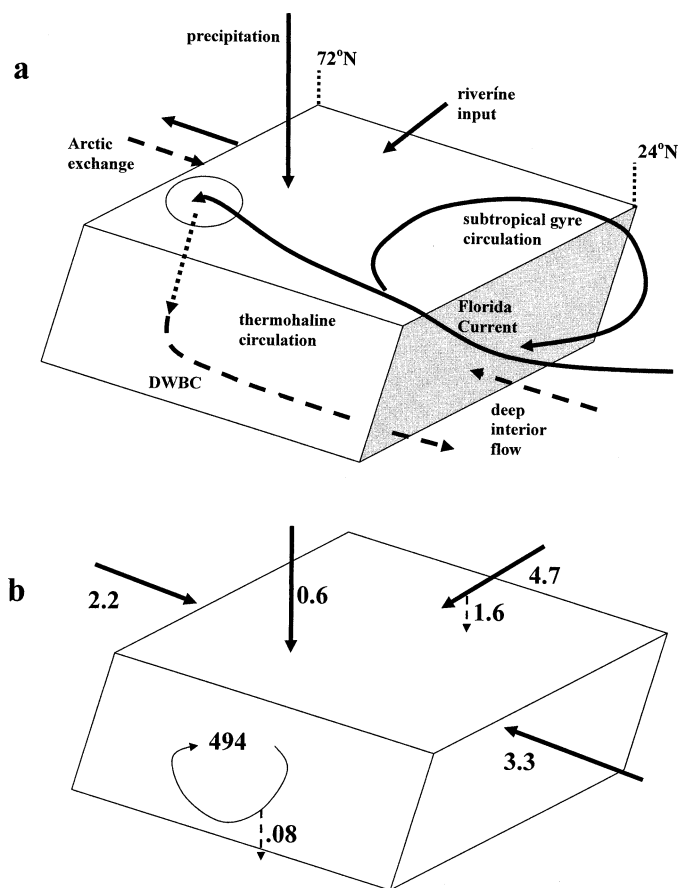 precipitation
a
72°N
riveríne
input
Arctic
exchange
24°N
subtropical gyre
circulation
Florida
Current
thermohaline
circulation
DWBC
deep
interior
flow
b
2.2
0.6
4.7
1.6
494
3.3
.08